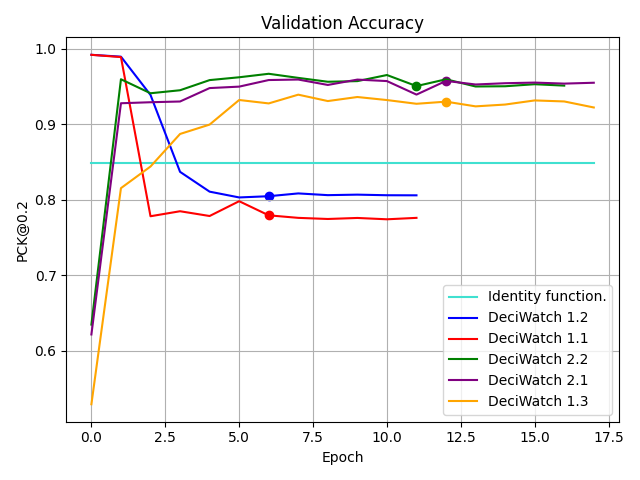 Validation Accuracy
PCK@0.2
1.0
0.9
0.8
0.7
0.6
0.0
2.5
5.0
7.5
10.0
12.5
15.0
17.5
Epoch
Identity function.
DeciWatch 1.2
DeciWatch 1.1
DeciWatch 2.2
DeciWatch 2.1
DeciWatch 1.3